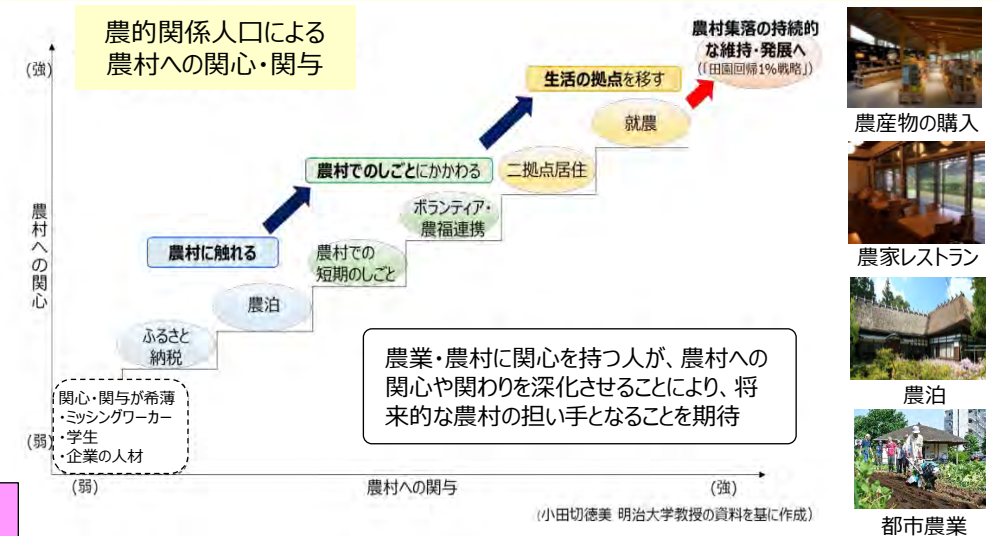 農的関係人口による
農村への関心・関与
(強)
農村集落の持続的
な維持・発展へ
(「田園回帰1%戦略」)
生活の拠点を移す
就農
農村でのしごとにかかわる
二拠点居住
ボランティア・
農福連携
農村に触れる
農村での
短期のしごと
農泊
ふるさと
納税
農村への関心
関心・関与が希薄
・ミッシングワーカー
・学生
・企業の人材
(弱)
農業・農村に関心を持つ人が、農村への
関心や関わりを深化させることにより、将
来的な農村の担い手となることを期待
(弱)
農村への関与
(強)
(小田切徳美 明治大学教授の資料を基に作成)
農産物の購入
農家レストラン
農泊
都市農業